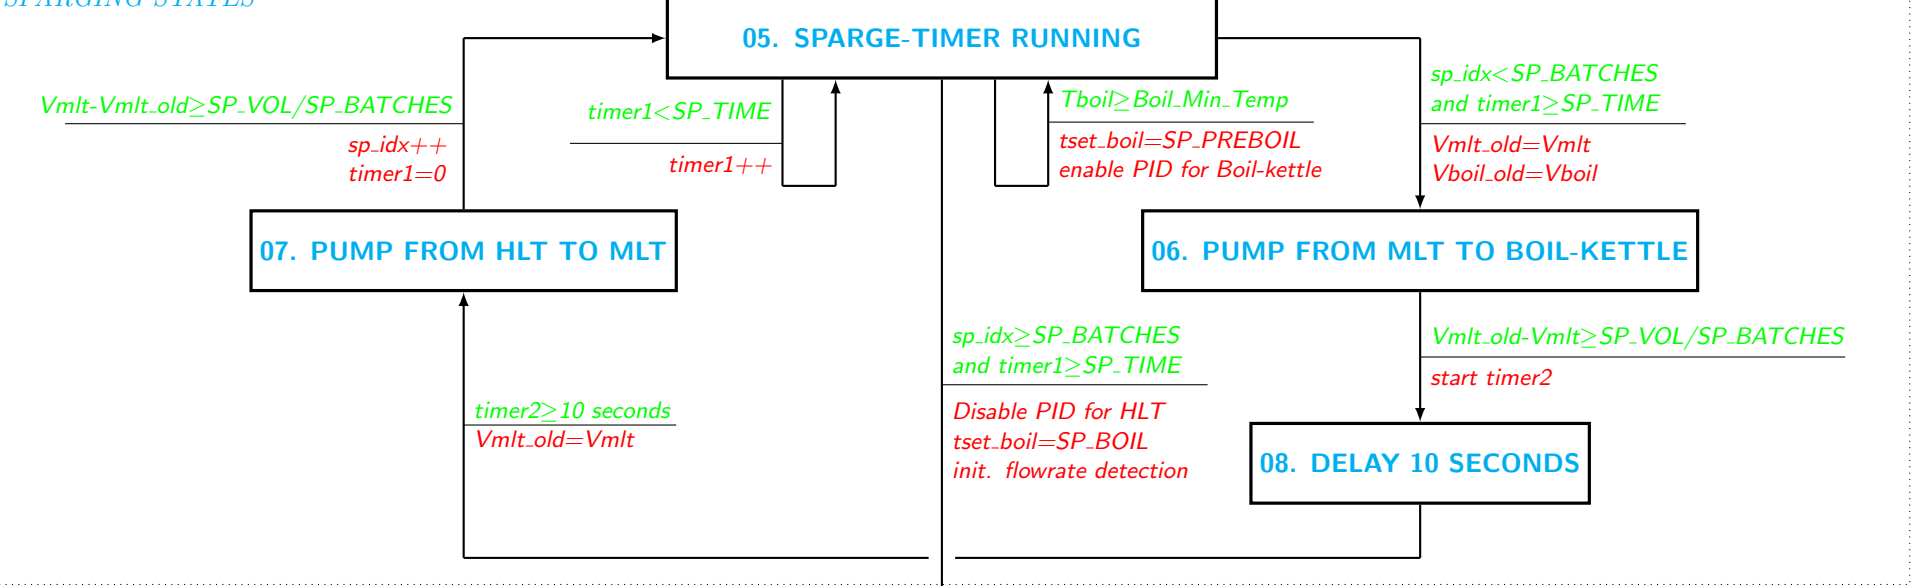 SPARGING STATES
05. SPARGE-TIMER RUNNING
Vmlt-Vmlt_old≥SP_VOL/SP_BATCHES
sp_idx++
timer1=0
timer1<SP_TIME
timer1++
Tboil≥Boil_Min_Temp
tset_boil=SP_PREBOIL
enable PID for Boil-kettle
sp_idx<SP_BATCHES
and timer1≥SP_TIME
Vmlt_old=Vmlt
Vboil_old=Vboil
07. PUMP FROM HLT TO MLT
06. PUMP FROM MLT TO BOIL-KETTLE
sp_idx≥SP_BATCHES
and timer1≥SP_TIME
Disable PID for HLT
tset_boil=SP_BOIL
init. flowrate detection
Vmlt_old-Vmlt≥SP_VOL/SP_BATCHES
start timer2
timer2≥10 seconds
Vmlt_old=Vmlt
08. DELAY 10 SECONDS